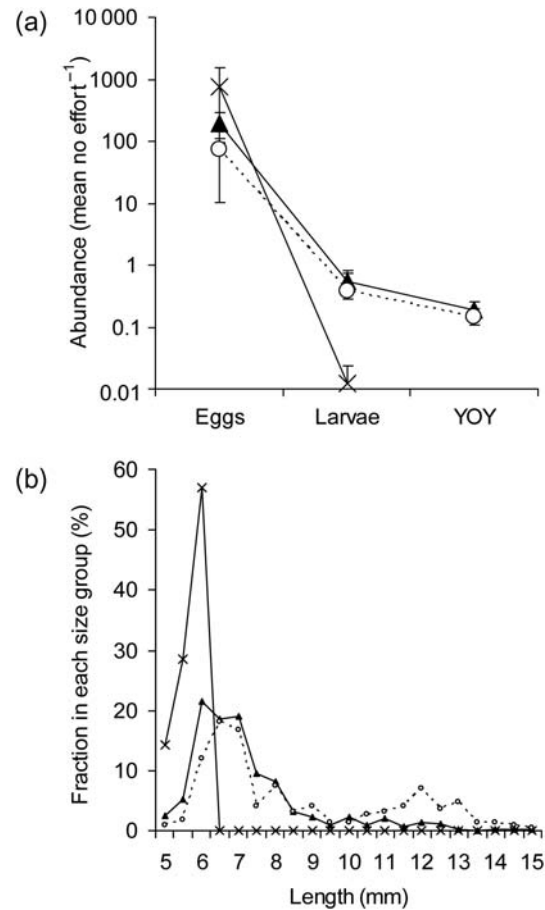 (a)
Abundance (mean no effort⁻¹)
10 000
1000
100
10
1
0.1
0.01
Eggs Larvae YOY
(b)
Fraction in each size group (%)
60
50
40
30
20
10
0
5 6 7 8 9 10 11 12 13 14 15
Length (mm)